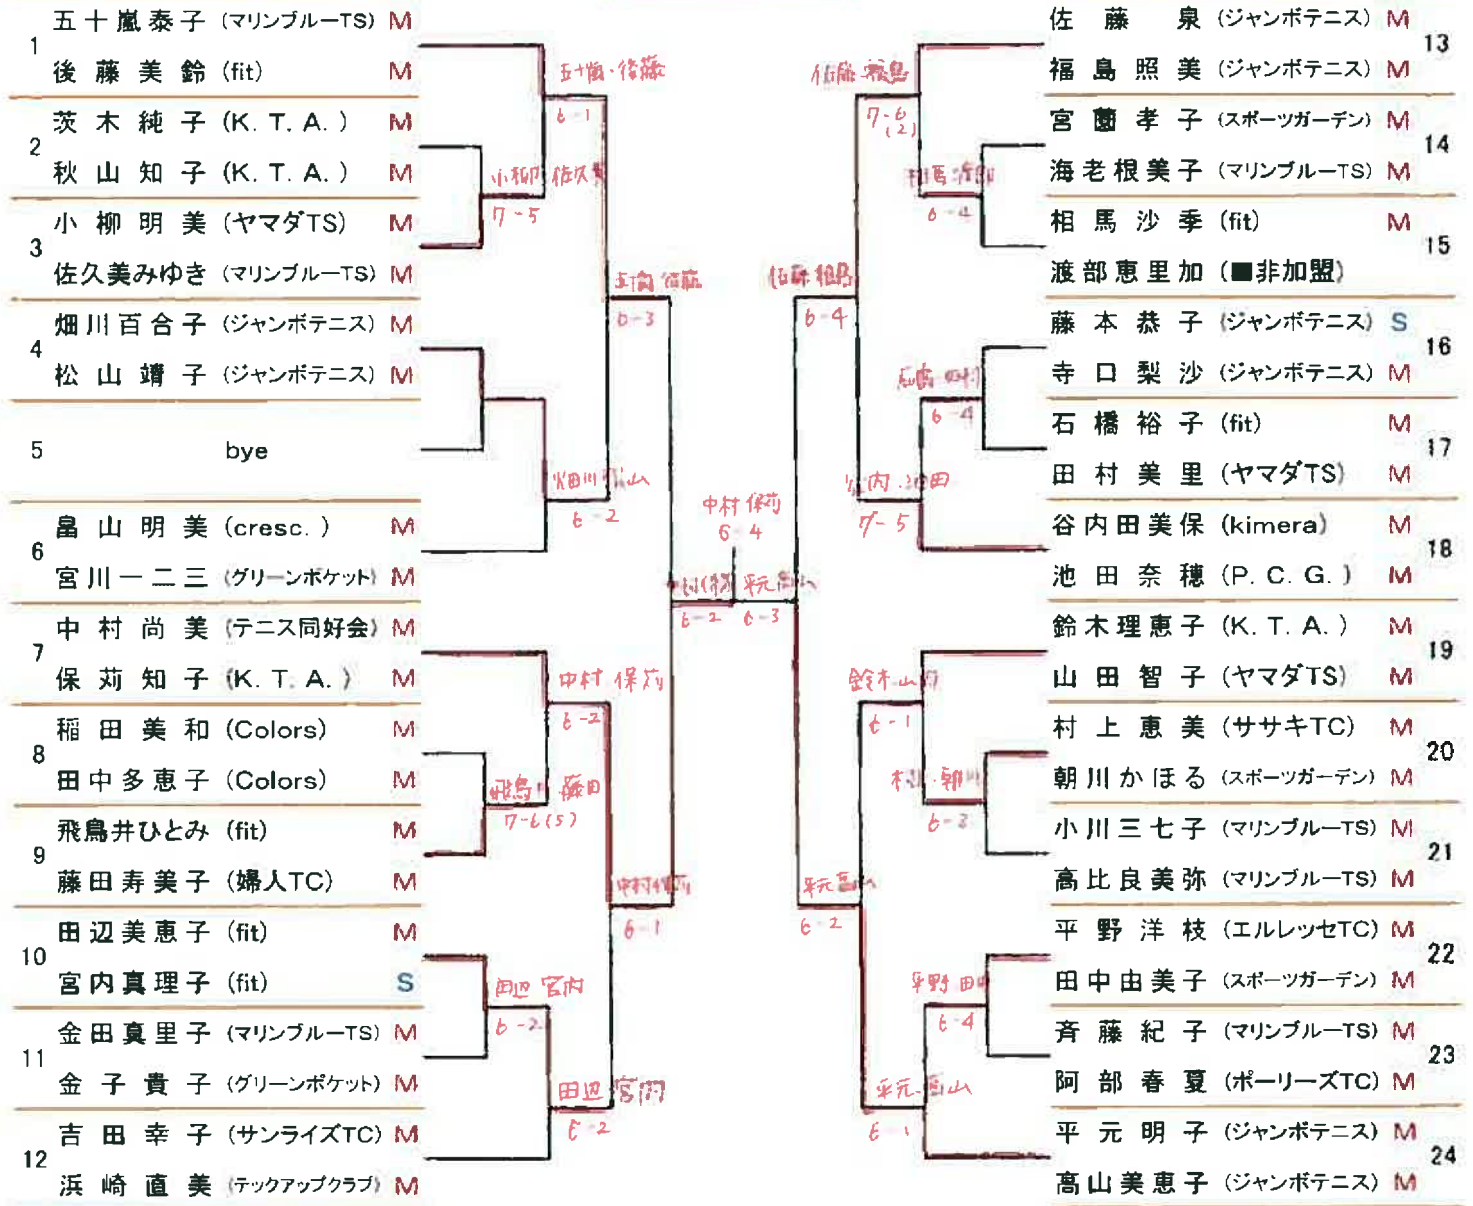 1
五十嵐泰子 (マリンブルーTS) M
後藤美鈴 (fit) M
2
茨木純子 (K. T. A. ) M
秋山知子 (K. T. A. ) M
3
小柳明美 (ヤマダTS) M
佐久美みゆき (マリンブルーTS) M
4
畑川百合子 (ジャンボテニス) M
松山靖子 (ジャンボテニス) M
5 bye
6
畠山明美 (cresc. ) M
宮川一二三 (グリーンポケット) M
7
中村尚美 (テニス同好会) M
保苅知子 (K. T. A. ) M
8
稲田美和 (Colors) M
田中多恵子 (Colors) M
9
飛鳥井ひとみ (fit) M
藤田寿美子 (婦人TC) M
10
田辺美恵子 (fit) M
宮内真理子 (fit) S
11
金田真里子 (マリンブルーTS) M
金子貴子 (グリーンポケット) M
12
吉田幸子 (サンライズTC) M
浜崎直美 (テックアップクラブ) M
五十嵐・後藤
6-1
小柳 佐久美
7-5
五十嵐 後藤
6-3
畑川 松山
6-2
中村 保苅
6-2
飛鳥井 藤田
7-6(5)
中村 保苅
6-1
田辺 宮内
6-2
田辺 宮内
6-2
6-2
中村 保苅
6-4
平元 高山
6-3
佐藤 福島
7-6
(2)
相馬 渡部
6-4
佐藤 福島
6-4
石橋 田村
6-4
谷内 池田
7-5
鈴木 山田
6-1
村上・朝川
6-3
平元 高山
6-2
平野 田中
6-4
平元・高山
6-1
佐藤泉 (ジャンボテニス) M
福島照美 (ジャンボテニス) M
13
宮薗孝子 (スポーツガーデン) M
海老根美子 (マリンブルーTS) M
14
相馬沙季 (fit) M
渡部恵里加 (■非加盟)
15
藤本恭子 (ジャンボテニス) S
寺口梨沙 (ジャンボテニス) M
16
石橋裕子 (fit) M
田村美里 (ヤマダTS) M
17
谷内田美保 (kimera) M
池田奈穂 (P. C. G. ) M
18
鈴木理恵子 (K. T. A. ) M
山田智子 (ヤマダTS) M
19
村上恵美 (ササキTC) M
朝川かほる (スポーツガーデン) M
20
小川三七子 (マリンブルーTS) M
高比良美弥 (マリンブルーTS) M
21
平野洋枝 (エルレッセTC) M
田中由美子 (スポーツガーデン) M
22
斉藤紀子 (マリンブルーTS) M
阿部春夏 (ポーリーズTC) M
23
平元明子 (ジャンボテニス) M
高山美恵子 (ジャンボテニス) M
24